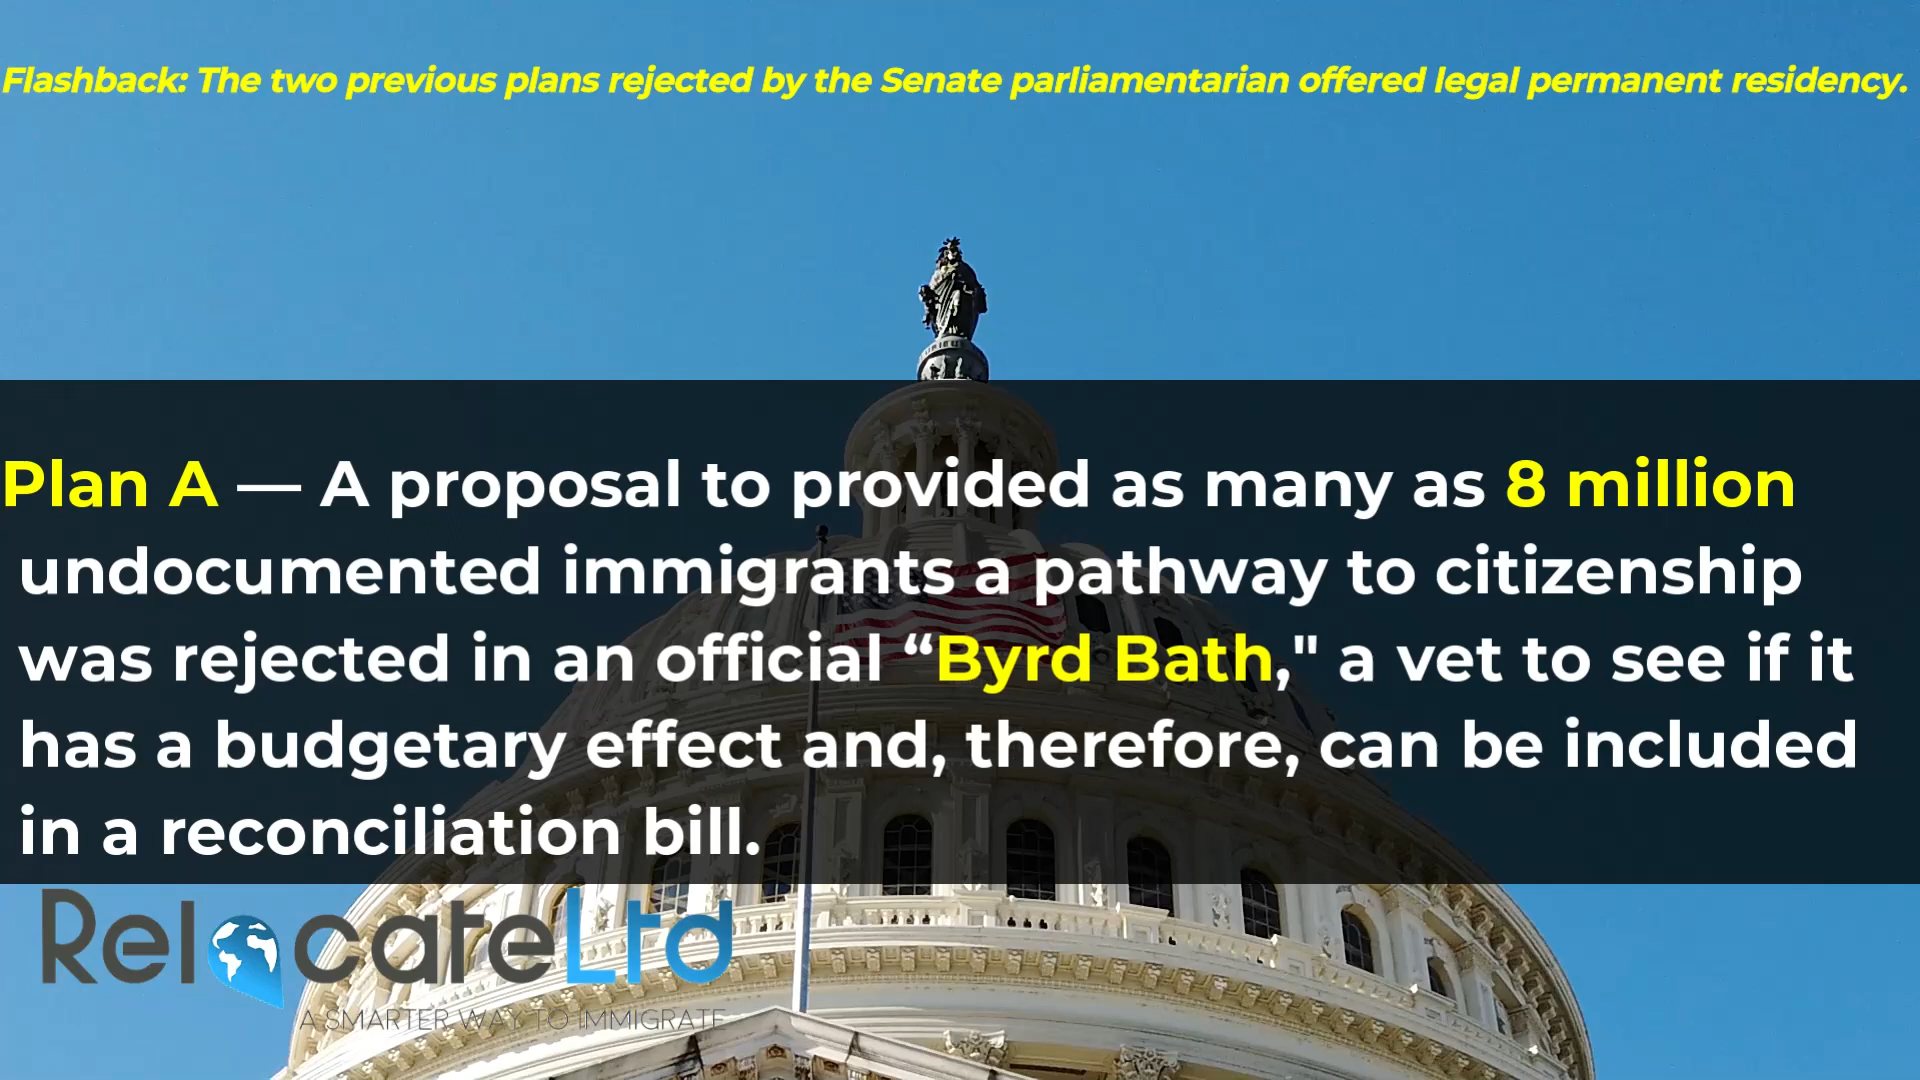 Flashback: The two previous plans rejected by the Senate parliamentarian offered legal permanent residency.
Plan A — A proposal to provided as many as 8 million
undocumented immigrants a pathway to citizenship
was rejected in an official “Byrd Bath," a vet to see if it
has a budgetary effect and, therefore, can be included
in a reconciliation bill.
RelocateLtd
A SMARTER WAY TO IMMIGRATE